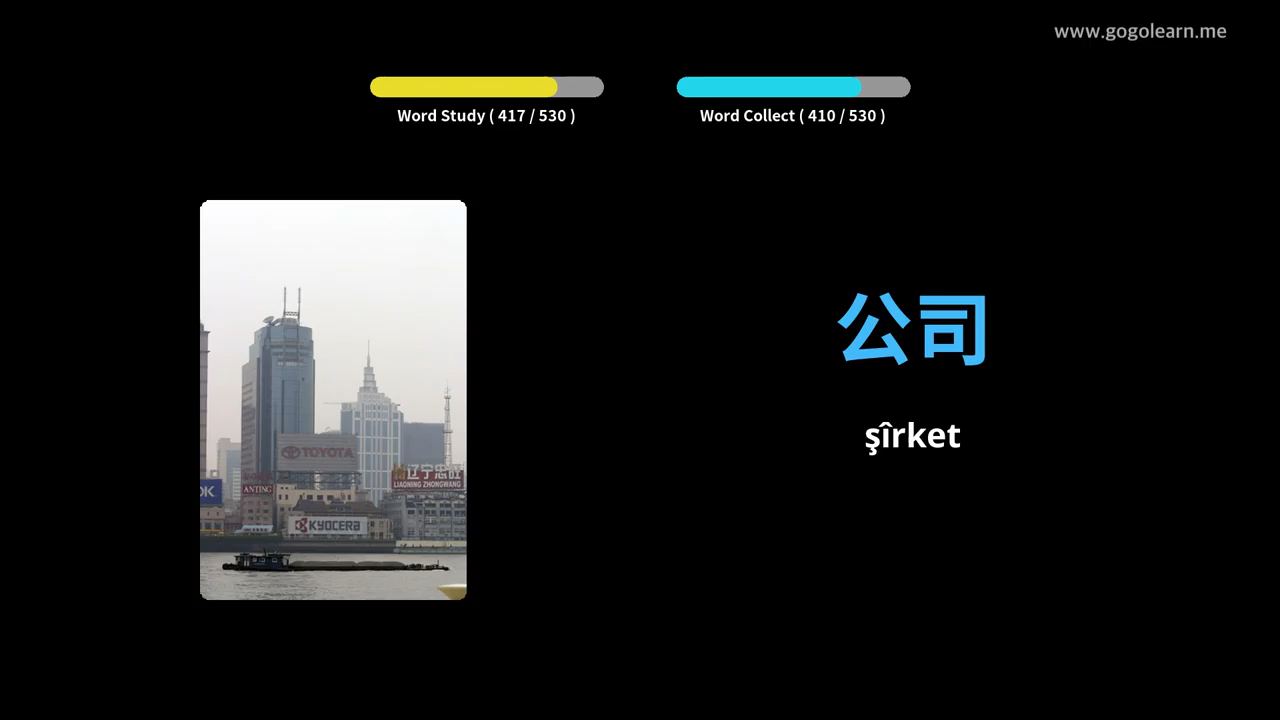 www.gogolearn.me
Word Study ( 417 / 530 )
Word Collect ( 410 / 530 )
公司
şîrket
TOYOTA
辽宁忠旺
LIAONING ZHONGWANG
OK
ANTING
KYOCERA